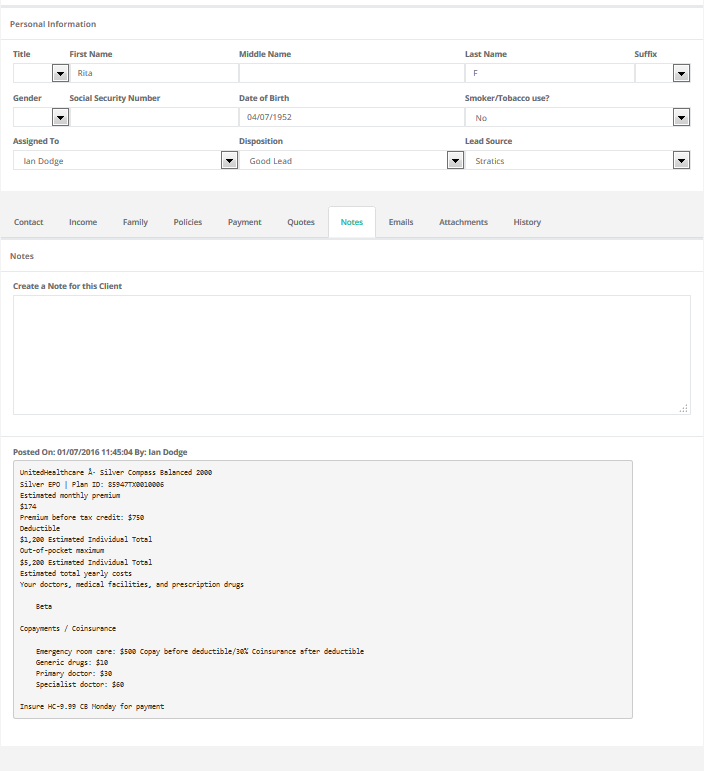 Personal Information
Title First Name Middle Name Last Name Suffix
Rita F
Gender Social Security Number Date of Birth Smoker/Tobacco use?
04/07/1952 No
Assigned To Disposition Lead Source
Ian Dodge Good Lead Stratics
Contact Income Family Policies Payment Quotes Notes Emails Attachments History
Notes
Create a Note for this Client
Posted On: 01/07/2016 11:45:04 By: Ian Dodge
UnitedHealthcare Â· Silver Compass Balanced 2000
Silver EPO | Plan ID: 85947TX0010006
Estimated monthly premium
$174
Premium before tax credit: $750
Deductible
$1,200 Estimated Individual Total
Out-of-pocket maximum
$5,200 Estimated Individual Total
Estimated total yearly costs
Your doctors, medical facilities, and prescription drugs
Beta
Copayments / Coinsurance
Emergency room care: $500 Copay before deductible/30% Coinsurance after deductible
Generic drugs: $10
Primary doctor: $30
Specialist doctor: $60
Insure HC-9.99 CB Monday for payment